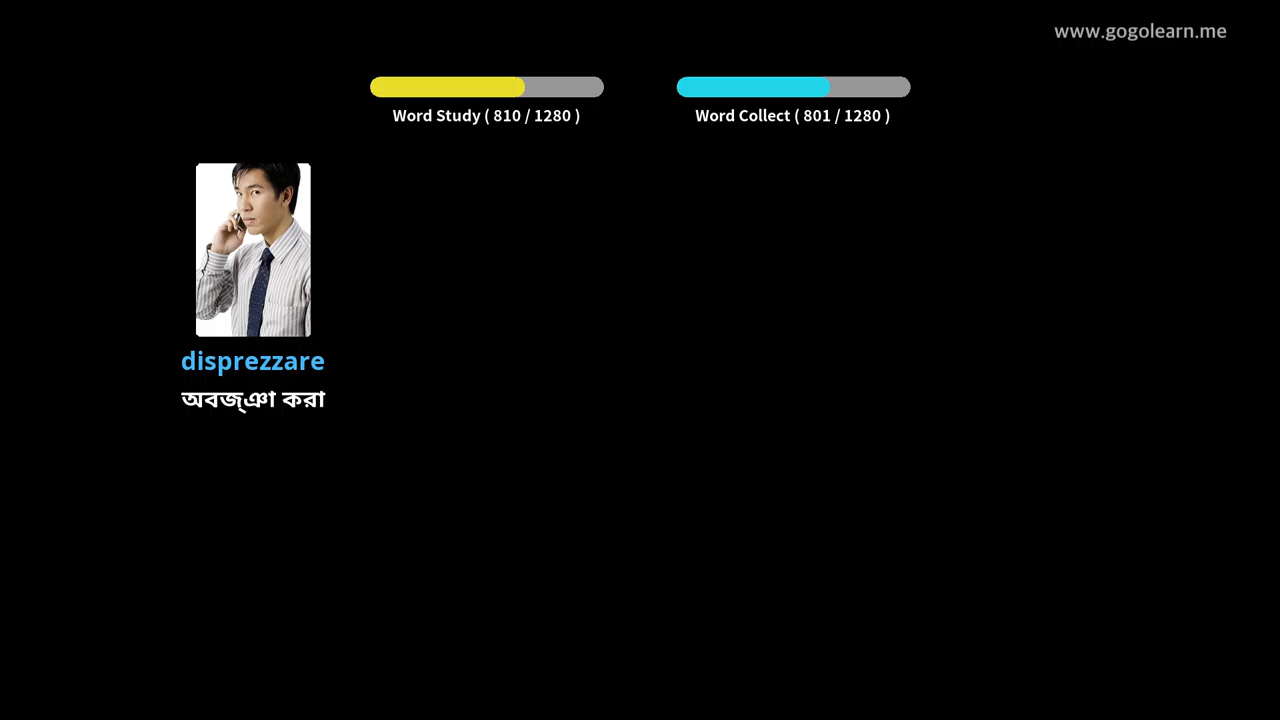 www.gogolearn.me
Word Study ( 810 / 1280 )
Word Collect ( 801 / 1280 )
disprezzare
অবজ্ঞা করা